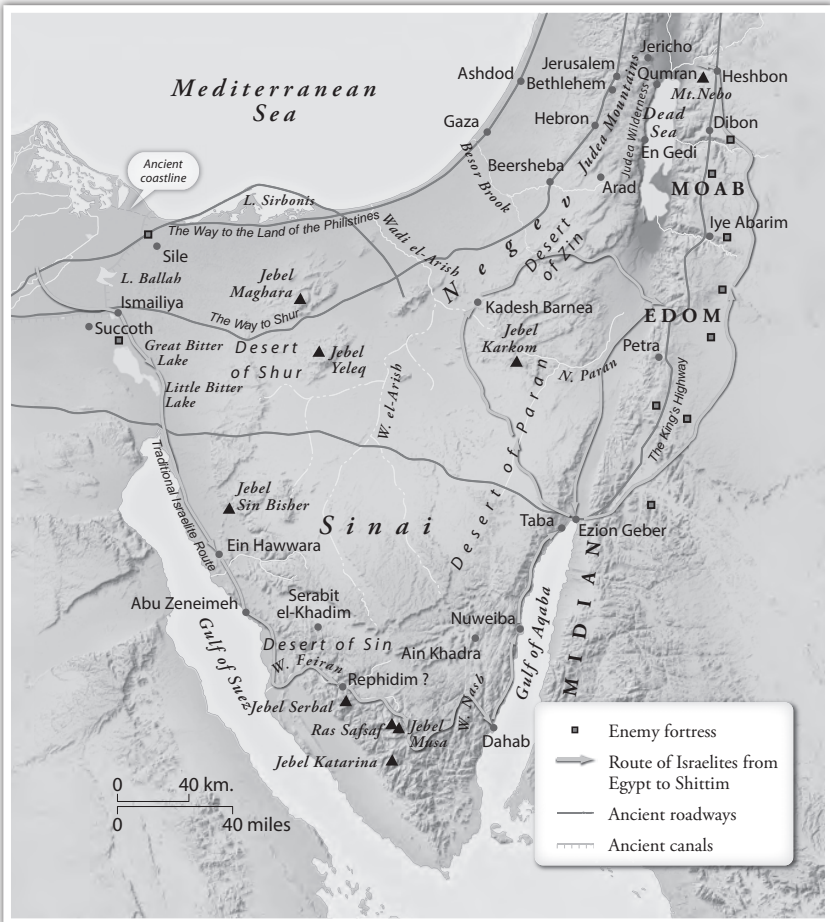 Mediterranean
Sea
Ancient
coastline
Ashdod
Jerusalem
Bethlehem
Jericho
Qumran
Heshbon
Mt. Nebo
Gaza
Hebron
Judea Mountains
Judea Wilderness
Dead
Sea
Dibon
En Gedi
Besor Brook
Beersheba
Arad
MOAB
Iye Abarim
L. Sirbonis
The Way to the Land of the Philistines
Wadi el-Arish
Negev
Desert
of Zin
Sile
L. Ballah
Jebel
Maghara
Ismailiya
The Way to Shur
Succoth
Kadesh Barnea
EDOM
Great Bitter
Lake
Desert
of Shur
Jebel
Yeleq
Jebel
Karkom
Petra
N. Paran
Little Bitter
Lake
W. el-Arish
Desert of Paran
The King's Highway
Traditional Israelite Route
Jebel
Sin Bisher
Sinai
Taba
Ezion Geber
Ein Hawwara
Abu Zeneimeh
Serabit
el-Khadim
Nuweiba
Gulf of Aqaba
MIDIAN
Gulf of Suez
Desert of Sin
Ain Khadra
W. Feiran
Rephidim ?
Jebel Serbal
W. Nasb
Ras Safsaf
Jebel
Musa
Dahab
Jebel Katarina
0 40 km.
0 40 miles
Enemy fortress
Route of Israelites from
Egypt to Shittim
Ancient roadways
Ancient canals